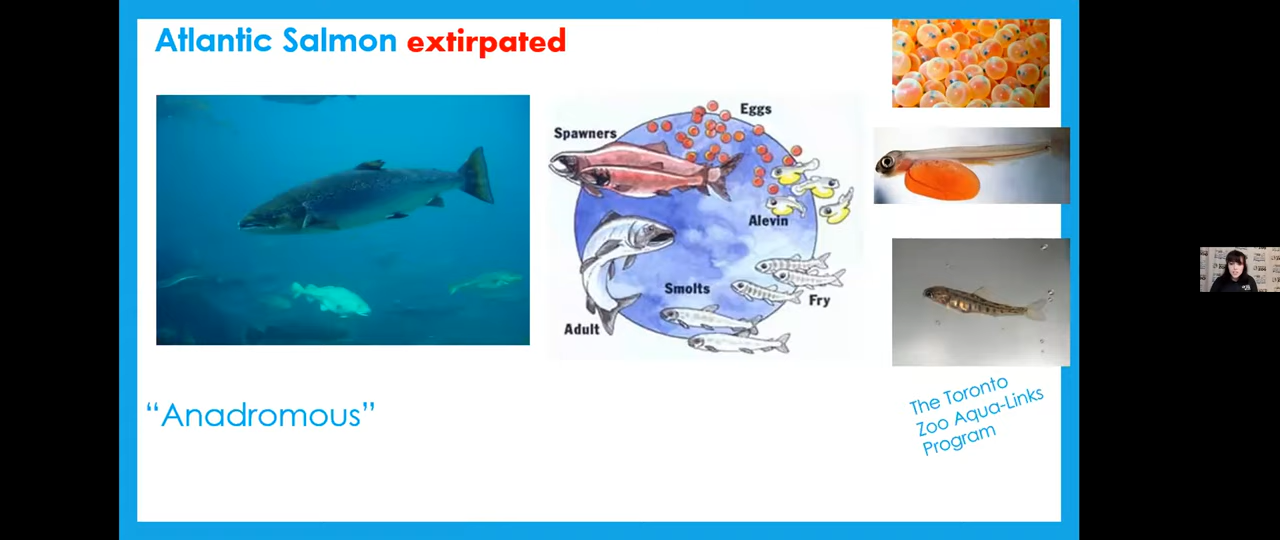 Atlantic Salmon extirpated
Eggs
Spawners
Alevin
Smolts
Fry
Adult
“Anadromous”
The Toronto
Zoo Aqua-Links
Program